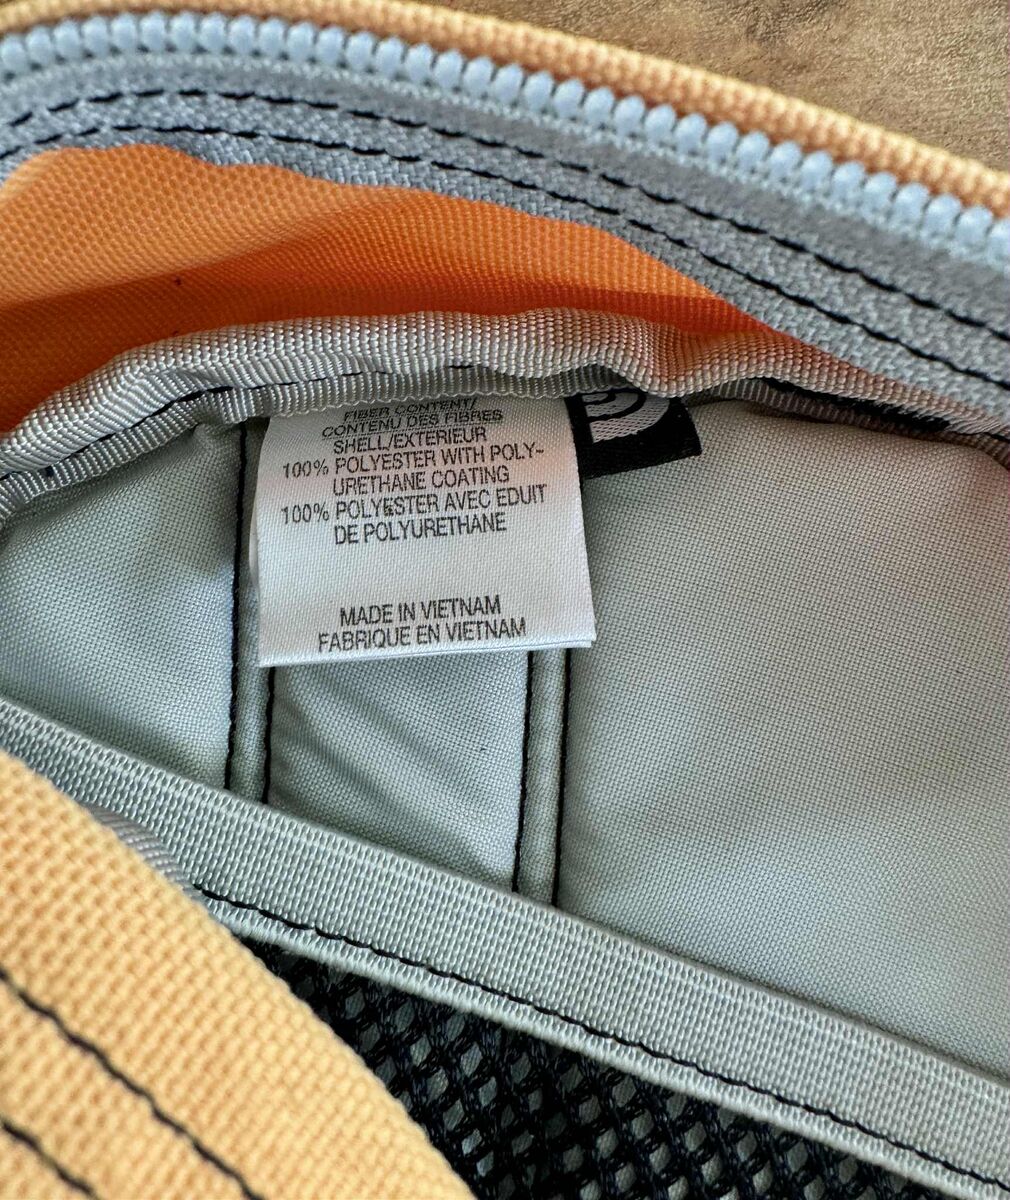 FIBER CONTENT/
CONTENU DES FIBRES
SHELL/EXTERIEUR
100% POLYESTER WITH POLY-
URETHANE COATING
100% POLYESTER AVEC EDUIT
DE POLYURETHANE
MADE IN VIETNAM
FABRIQUE EN VIETNAM